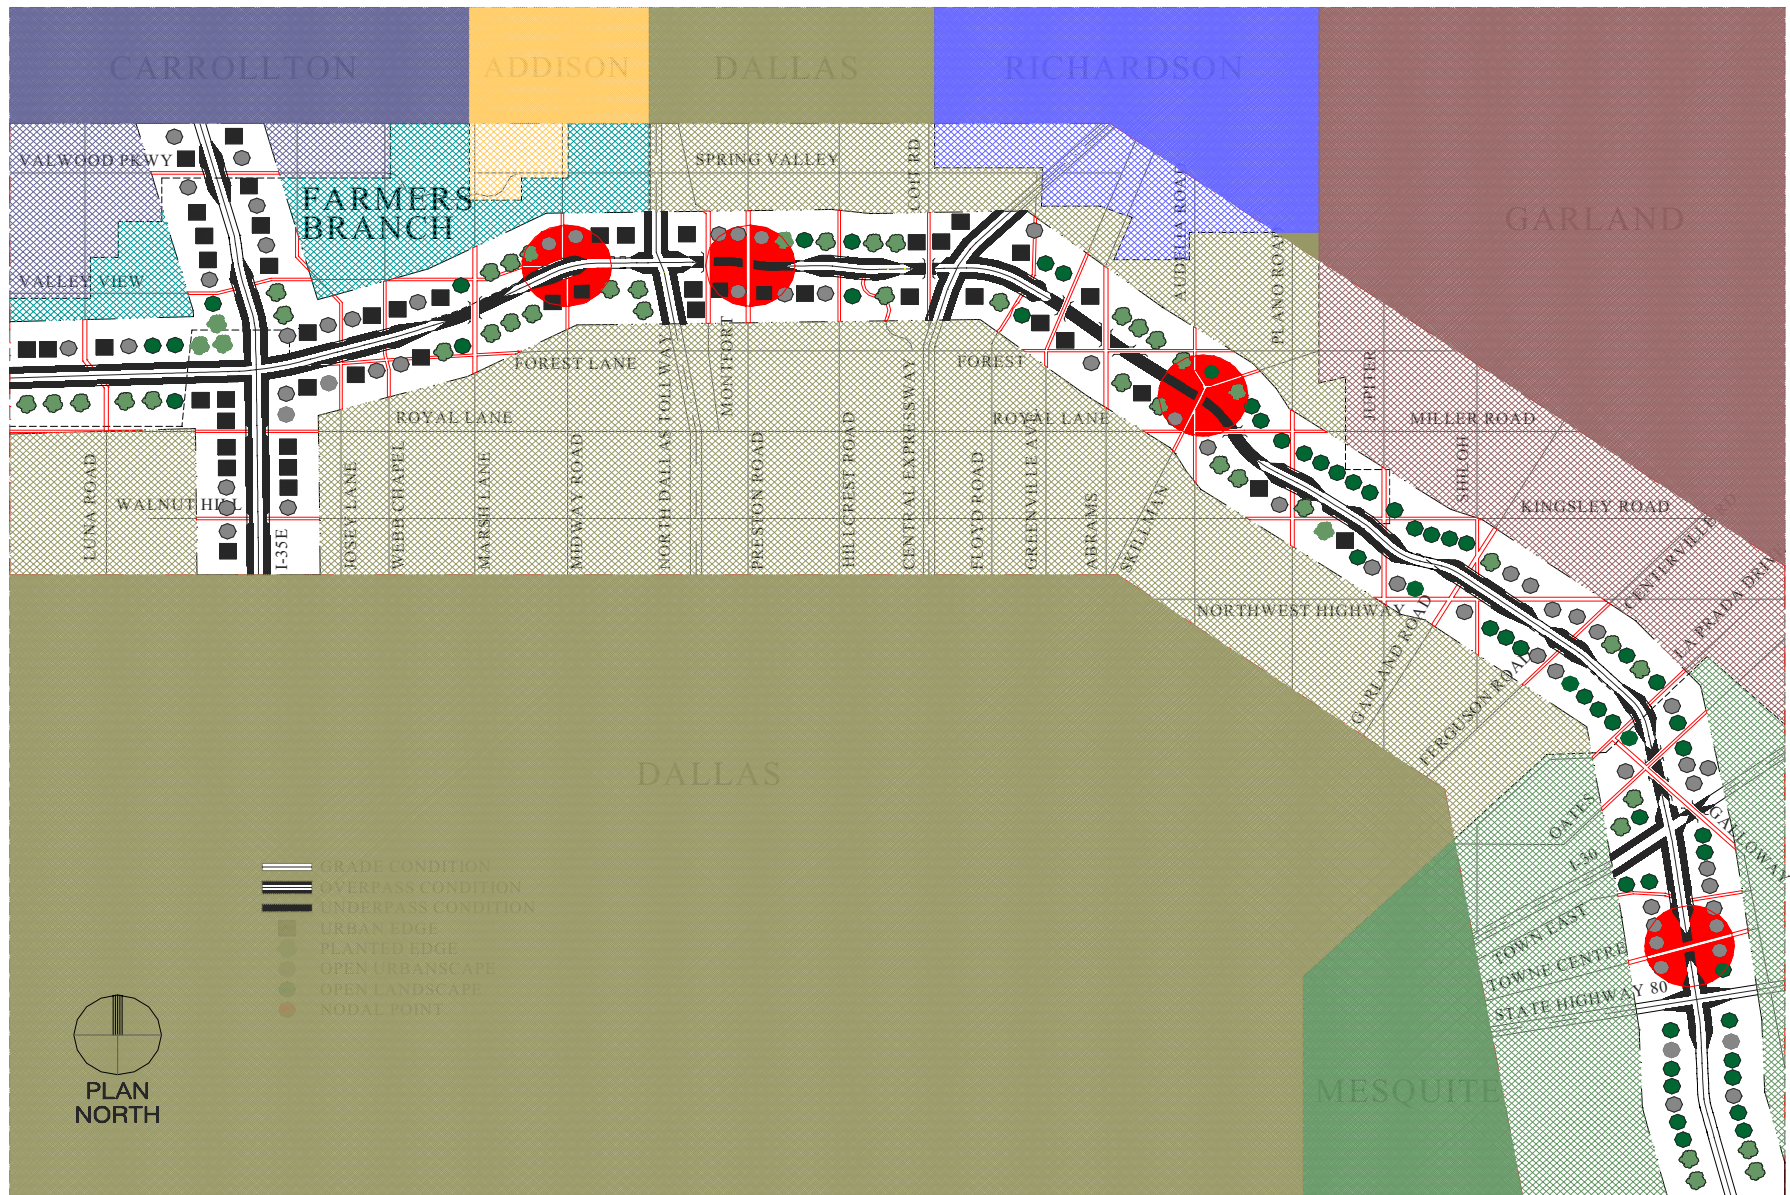 CARROLLTON
ADDISON
DALLAS
RICHARDSON
GARLAND
VALWOOD PKWY
SPRING VALLEY
COIT RD
FARMERS
BRANCH
AUDELIA ROAD
PLANO ROAD
VALLEY VIEW
FOREST LANE
MONTFORT
FOREST
JUPITER
ROYAL LANE
ROYAL LANE
MILLER ROAD
LUNA ROAD
WALNUT HILL
I-35E
JOSEY LANE
WEBB CHAPEL
MARSH LANE
MIDWAY ROAD
NORTH DALLAS TOLLWAY
PRESTON ROAD
HILLCREST ROAD
CENTRAL EXPRESSWAY
FLOYD ROAD
GREENVILLE AVE
ABRAMS
SKILLMAN
SHILOH
KINGSLEY ROAD
CENTERVILLE RD
LA PRADA DRIVE
NORTHWEST HIGHWAY
GARLAND ROAD
FERGUSON ROAD
DALLAS
OATES
I-30
GALLOWAY
TOWN EAST
TOWNE CENTRE
STATE HIGHWAY 80
MESQUITE
GRADE CONDITION
OVERPASS CONDITION
UNDERPASS CONDITION
URBAN EDGE
PLANTED EDGE
OPEN URBANSCAPE
OPEN LANDSCAPE
NODAL POINT
PLAN
NORTH